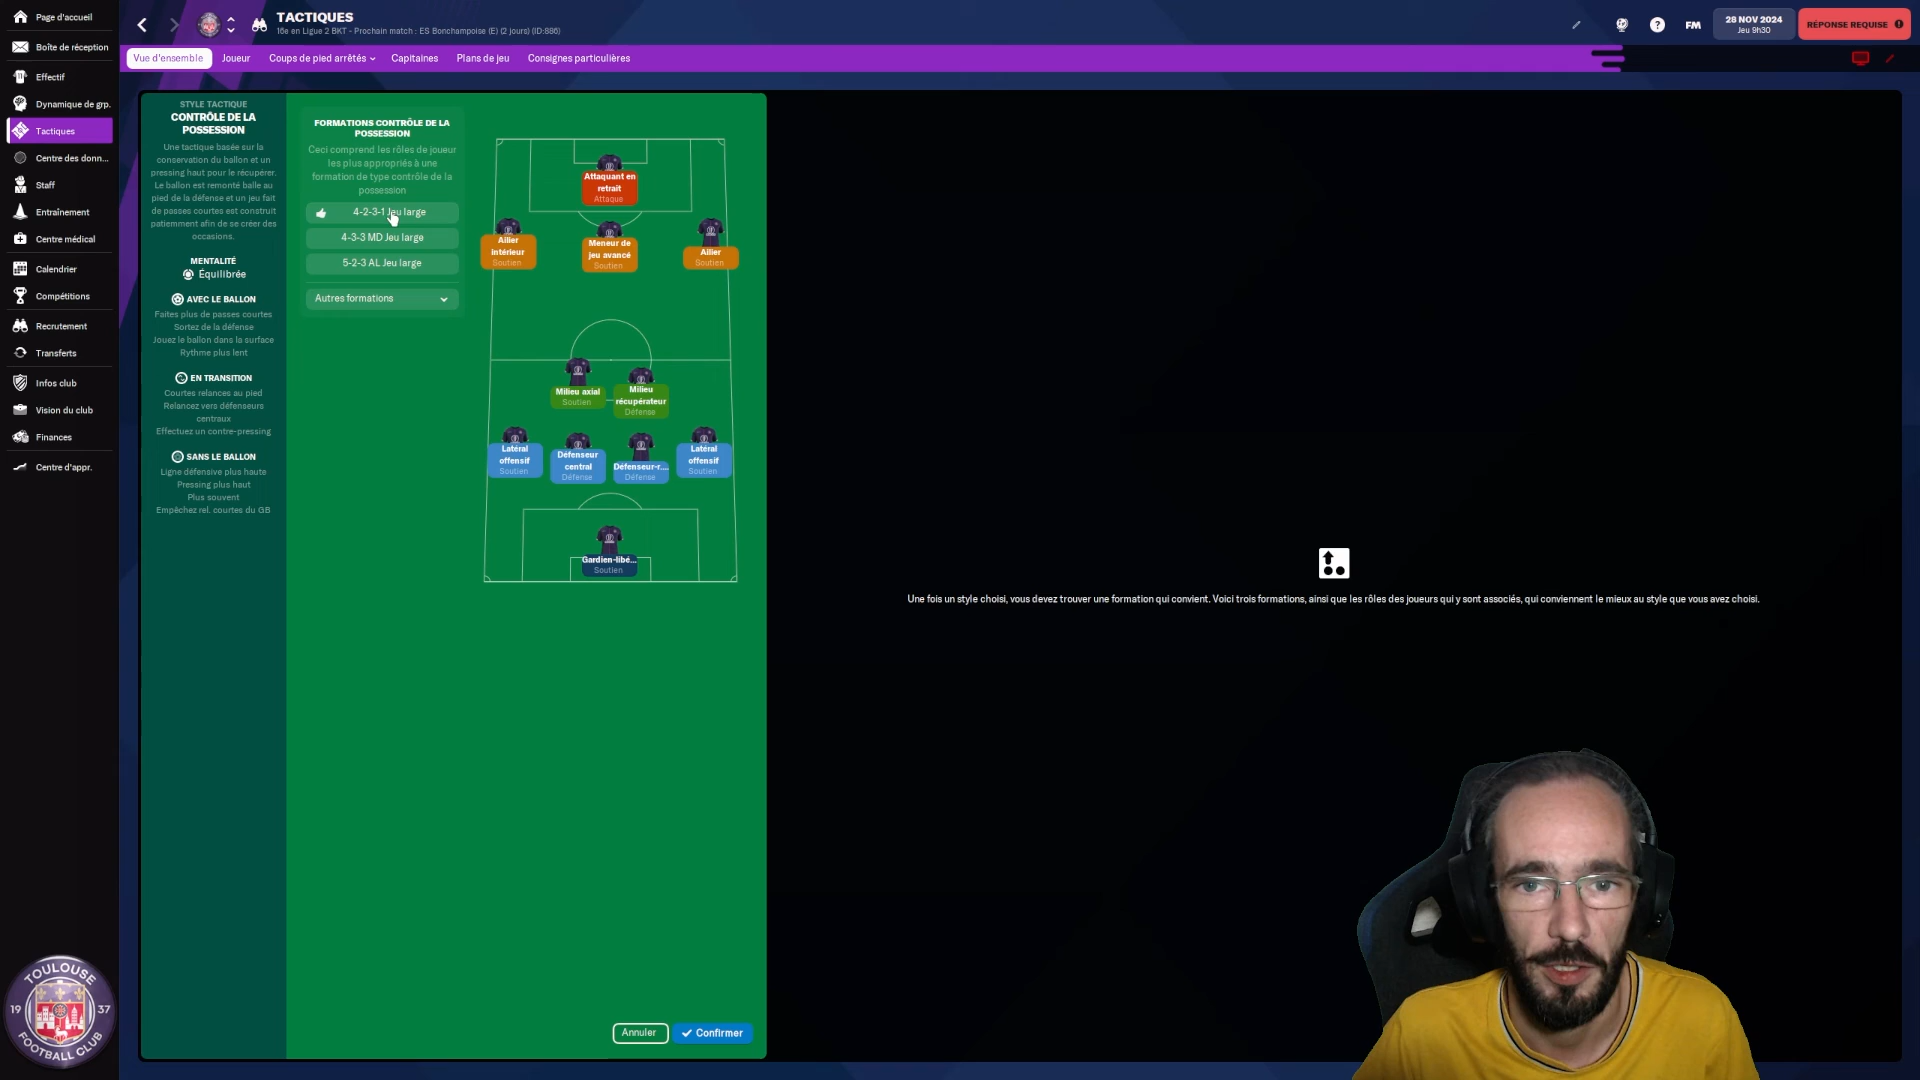 Page d'accueil
Boîte de réception
Effectif
Dynamique de grp.
Tactiques
Centre des donn...
Staff
Entraînement
Centre médical
Calendrier
Compétitions
Recrutement
Transferts
Infos club
Vision du club
Finances
Centre d'appr.
TOULOUSE
19 37
FOOTBALL CLUB
TACTIQUES
16e en Ligue 2 BKT - Prochain match : ES Bonchampoise (E) (2 jours) (ID:886)
FM
28 NOV 2024
Jeu 9h30
RÉPONSE REQUISE
Vue d'ensemble
Joueur
Coups de pied arrêtés
Capitaines
Plans de jeu
Consignes particulières
STYLE TACTIQUE
CONTRÔLE DE LA
POSSESSION
Une tactique basée sur la
conservation du ballon et un
pressing haut pour le récupérer.
Le ballon est remonté balle au
pied de la défense et un jeu fait
de passes courtes est construit
patiemment afin de se créer des
occasions.
MENTALITÉ
Équilibrée
AVEC LE BALLON
Faites plus de passes courtes
Sortez de la défense
Jouez le ballon dans la surface
Rythme plus lent
EN TRANSITION
Courtes relances au pied
Relancez vers défenseurs
centraux
Effectuez un contre-pressing
SANS LE BALLON
Ligne défensive plus haute
Pressing plus haut
Plus souvent
Empêchez rel. courtes du GB
FORMATIONS CONTRÔLE DE LA
POSSESSION
Ceci comprend les rôles de joueur
les plus appropriés à une
formation de type contrôle de la
possession
4-2-3-1 Jeu large
4-3-3 MD Jeu large
5-2-3 AL Jeu large
Autres formations
Attaquant en
retrait
Attaque
Ailier
intérieur
Soutien
Meneur de
jeu avancé
Soutien
Ailier
Soutien
Milieu axial
Soutien
Milieu
récupérateur
Défense
Latéral
offensif
Soutien
Défenseur
central
Défense
Défenseur-r...
Défense
Latéral
offensif
Soutien
Gardien-libé...
Soutien
Annuler
Confirmer
Une fois un style choisi, vous devez trouver une formation qui convient. Voici trois formations, ainsi que les rôles des joueurs qui y sont associés, qui conviennent le mieux au style que vous avez choisi.